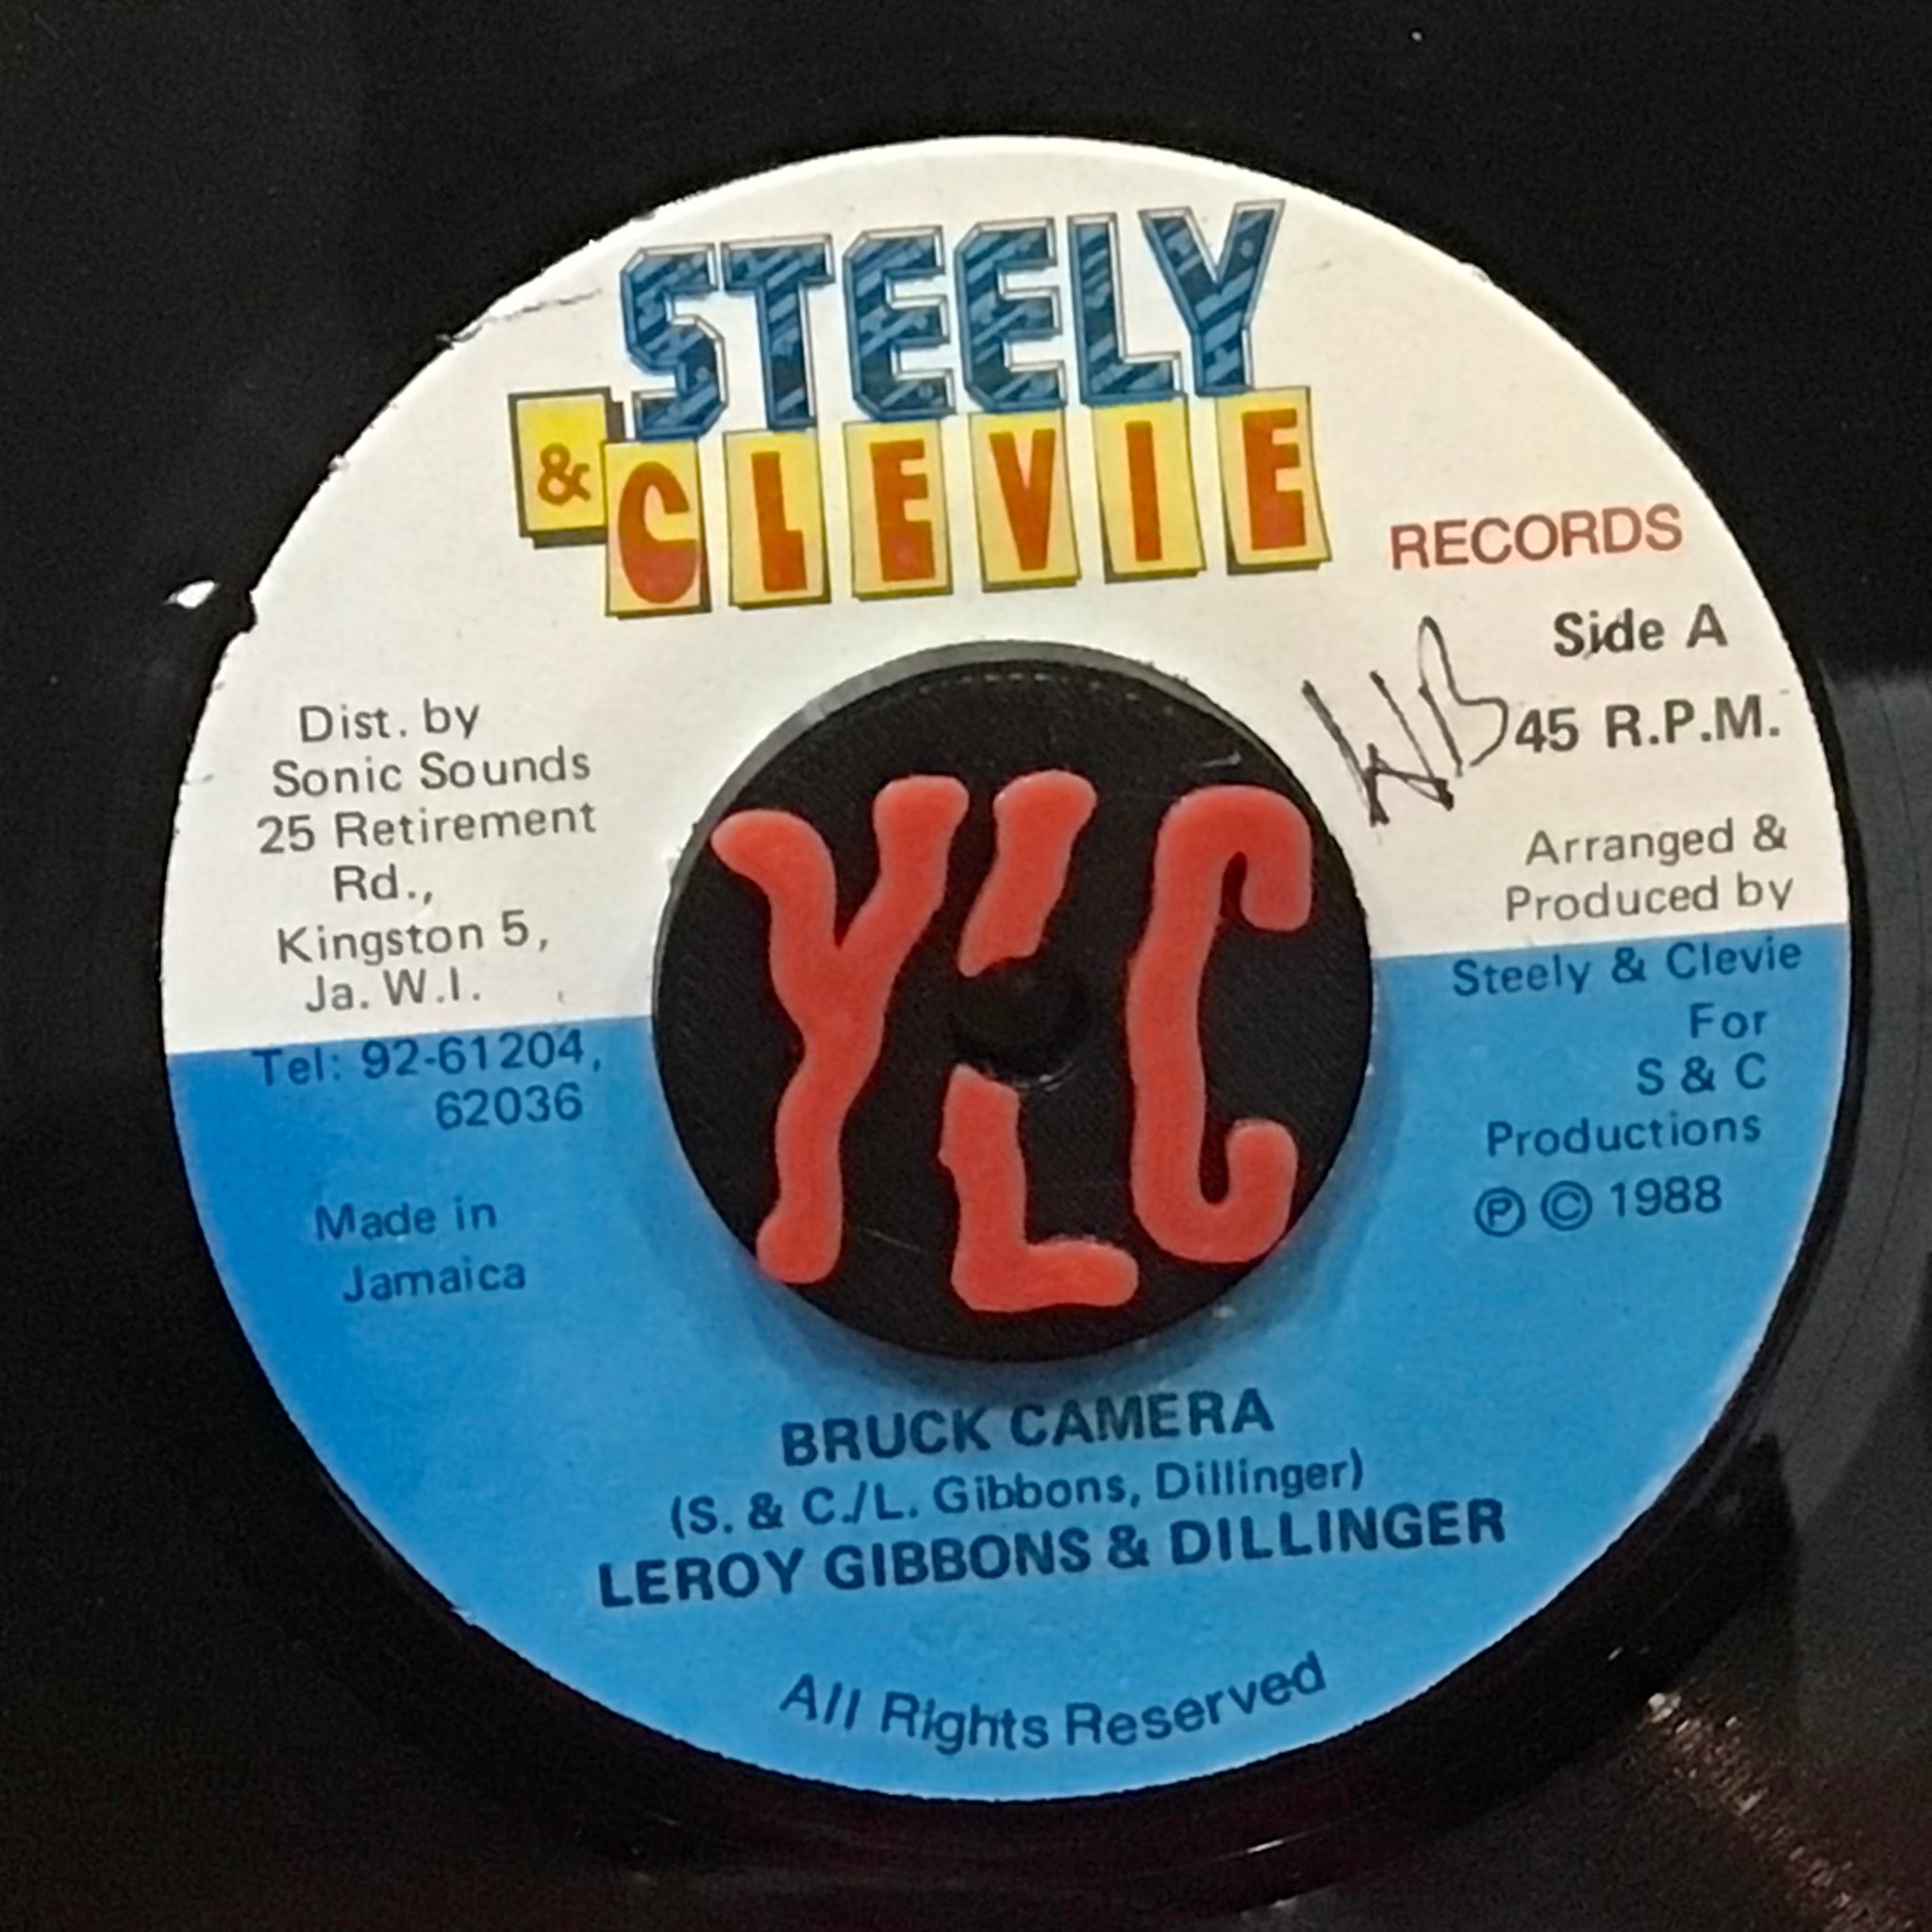 STEELY
& CLEVIE
RECORDS
Side A
45 R.P.M.
WB
Dist. by
Sonic Sounds
25 Retirement
Rd.,
Kingston 5,
Ja. W.I.
Tel: 92-61204,
62036
Made in
Jamaica
Arranged &
Produced by
Steely & Clevie
For
S & C
Productions
Ⓟ © 1988
YLC
BRUCK CAMERA
(S. & C./L. Gibbons, Dillinger)
LEROY GIBBONS & DILLINGER
All Rights Reserved